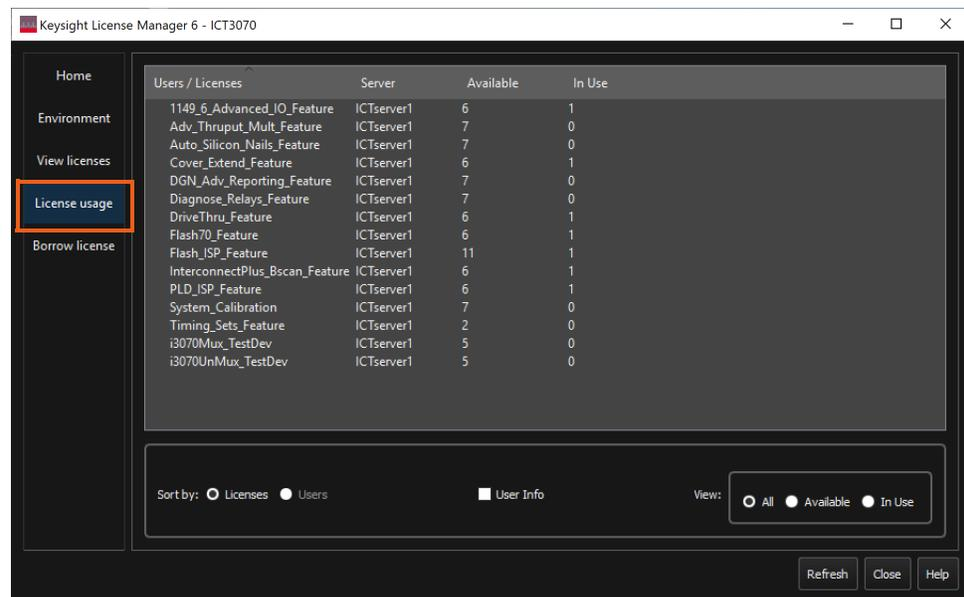 Keysight License Manager 6 - ICT3070
Home
Environment
View licenses
License usage
Borrow license
Users / Licenses Server Available In Use
1149_6_Advanced_IO_Feature ICTserver1 6 1
Adv_Thruput_Mult_Feature ICTserver1 7 0
Auto_Silicon_Nails_Feature ICTserver1 7 0
Cover_Extend_Feature ICTserver1 6 1
DGN_Adv_Reporting_Feature ICTserver1 7 0
Diagnose_Relays_Feature ICTserver1 7 0
DriveThru_Feature ICTserver1 6 1
Flash70_Feature ICTserver1 6 1
Flash_ISP_Feature ICTserver1 11 1
InterconnectPlus_Bscan_Feature ICTserver1 6 1
PLD_ISP_Feature ICTserver1 6 1
System_Calibration ICTserver1 7 0
Timing_Sets_Feature ICTserver1 2 0
i3070Mux_TestDev ICTserver1 5 0
i3070UnMux_TestDev ICTserver1 5 0
Sort by: Licenses Users User Info View: All Available In Use
Refresh Close Help